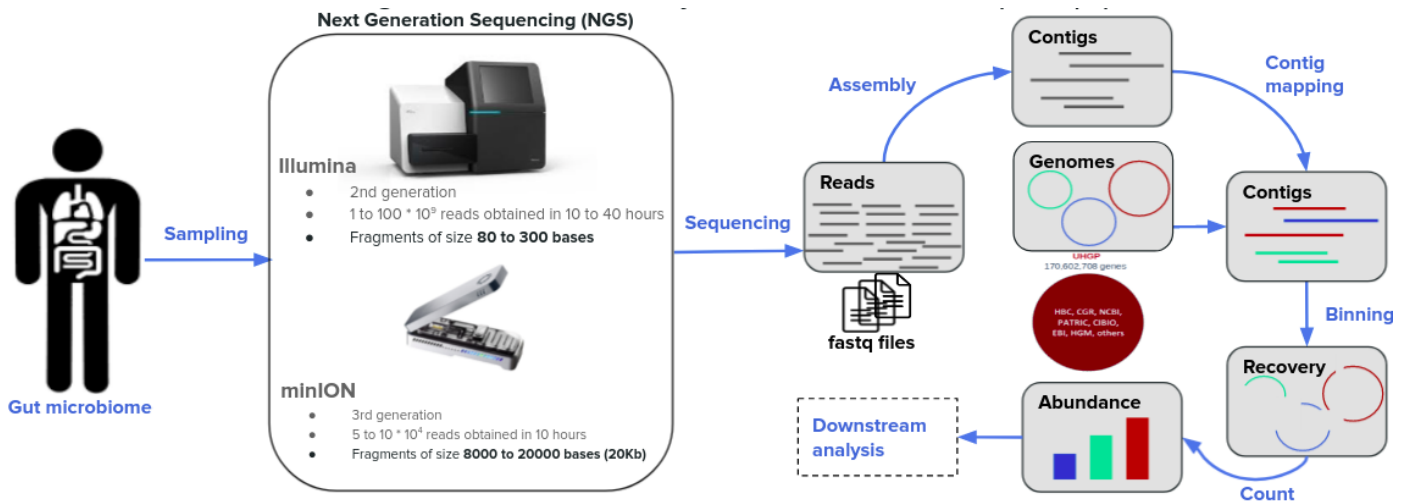 Next Generation Sequencing (NGS)
Illumina
2nd generation
1 to 100 * 10⁹ reads obtained in 10 to 40 hours
Fragments of size 80 to 300 bases
minION
3rd generation
5 to 10 * 10⁴ reads obtained in 10 hours
Fragments of size 8000 to 20000 bases (20Kb)
Gut microbiome
Sampling
Sequencing
Reads
fastq files
Assembly
Contigs
Contig
mapping
Genomes
UHGP
170,602,708 genes
HBC, CGR, NCBI,
PATRIC, CIBIO,
EBI, HGM, others
Contigs
Binning
Recovery
Count
Abundance
Downstream
analysis